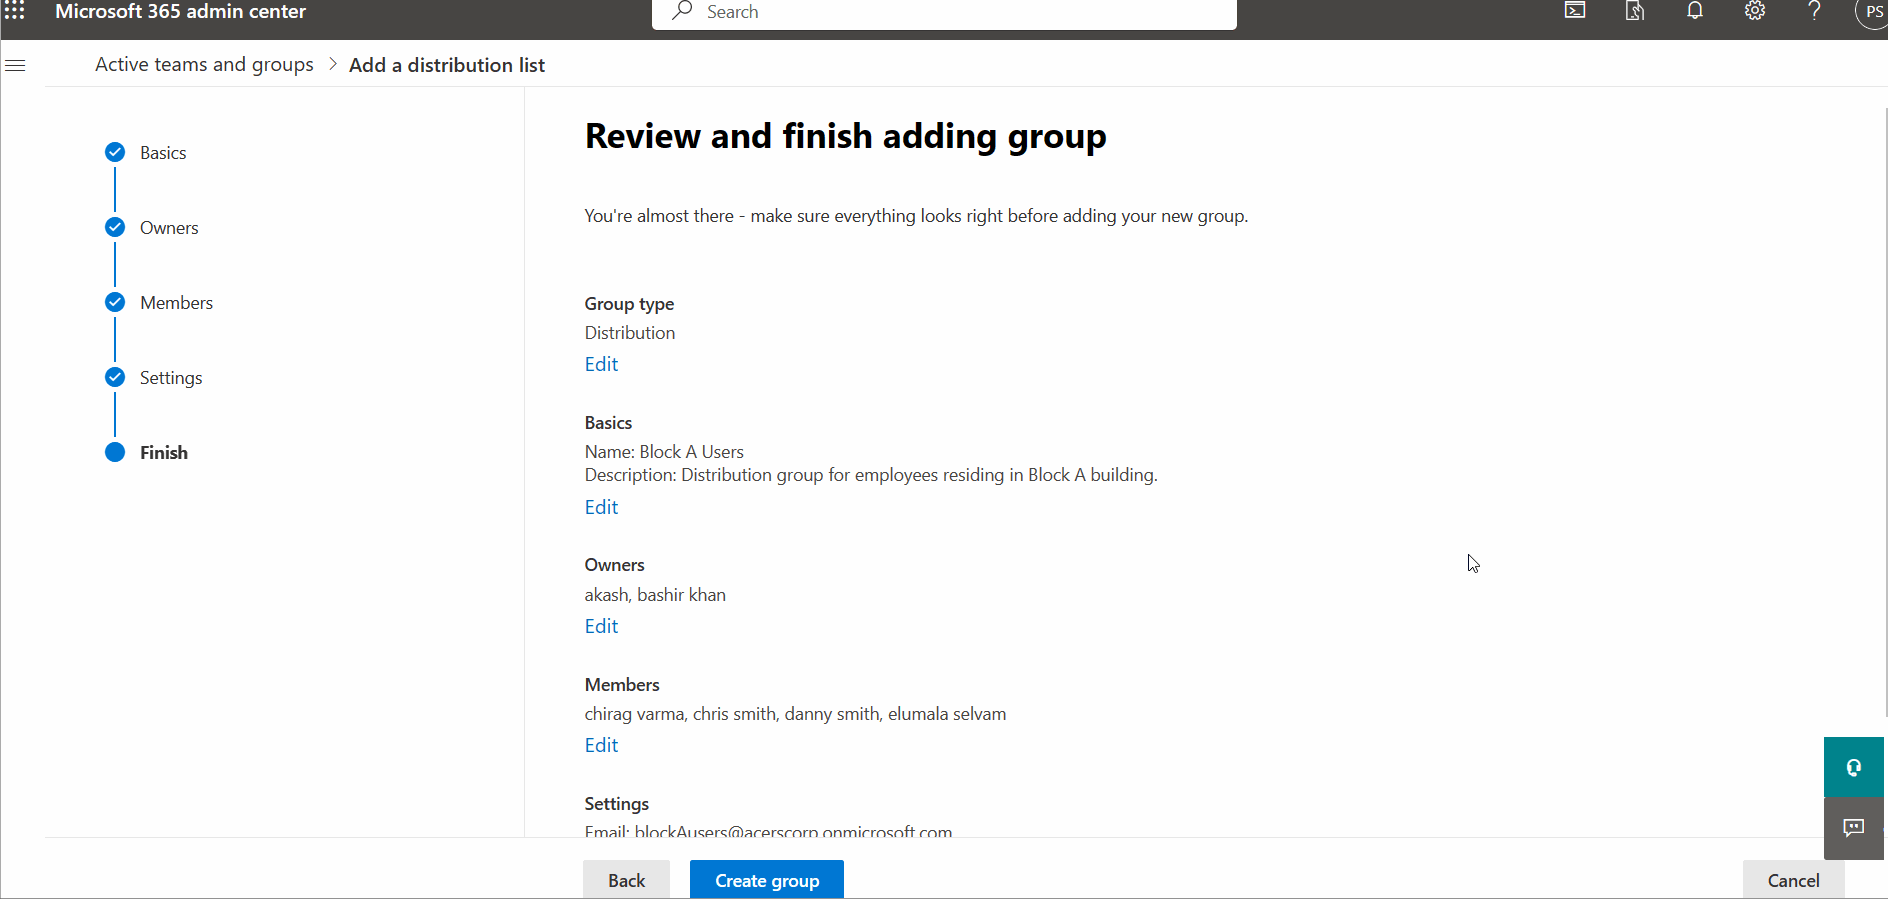 Microsoft 365 admin center
Search
PS
Active teams and groups > Add a distribution list
Basics
Owners
Members
Settings
Finish
Review and finish adding group
You're almost there - make sure everything looks right before adding your new group.
Group type
Distribution
Edit
Basics
Name: Block A Users
Description: Distribution group for employees residing in Block A building.
Edit
Owners
akash, bashir khan
Edit
Members
chirag varma, chris smith, danny smith, elumala selvam
Edit
Settings
Email: blockAusers@acerscorp.onmicrosoft.com
Back
Create group
Cancel